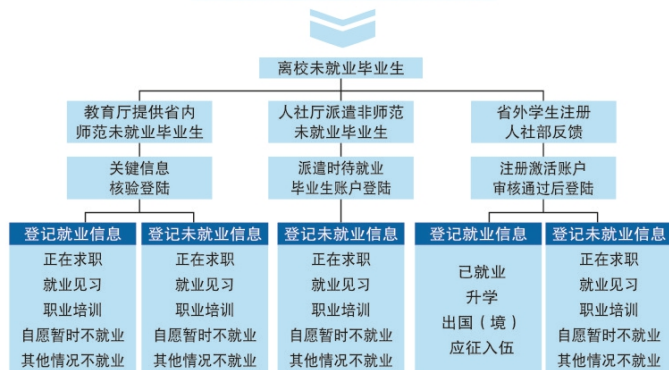 离校未就业毕业生
教育厅提供省内
师范未就业毕业生
人社厅派遣非师范
未就业毕业生
省外学生注册
人社部反馈
关键信息
核验登陆
派遣时待就业
毕业生账户登陆
注册激活账户
审核通过后登陆
登记就业信息
正在求职
就业见习
职业培训
自愿暂时不就业
其他情况不就业
登记未就业信息
正在求职
就业见习
职业培训
自愿暂时不就业
其他情况不就业
登记未就业信息
正在求职
就业见习
职业培训
自愿暂时不就业
其他情况不就业
登记就业信息
已就业
升学
出国（境）
应征入伍
登记未就业信息
正在求职
就业见习
职业培训
自愿暂时不就业
其他情况不就业